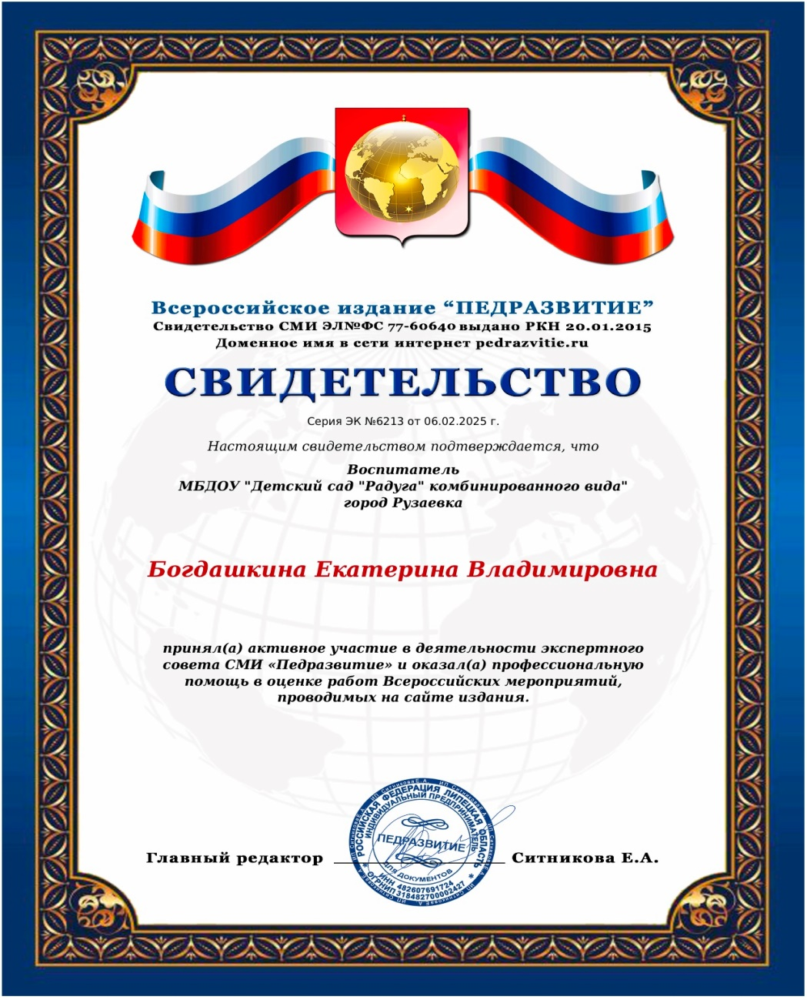 Всероссийское издание “ПЕДРАЗВИТИЕ”
Свидетельство СМИ ЭЛ№ФС 77-60640 выдано РКН 20.01.2015
Доменное имя в сети интернет pedrazvitie.ru
СВИДЕТЕЛЬСТВО
Серия ЭК №6213 от 06.02.2025 г.
Настоящим свидетельством подтверждается, что
Воспитатель
МБДОУ "Детский сад "Радуга" комбинированного вида"
город Рузаевка
Богдашкина Екатерина Владимировна
принял(а) активное участие в деятельности экспертного
совета СМИ «Педразвитие» и оказал(а) профессиональную
помощь в оценке работ Всероссийских мероприятий,
проводимых на сайте издания.
Главный редактор Ситникова Е.А.
ИП Ситникова Е.А.
РОССИЙСКАЯ ФЕДЕРАЦИЯ ЛИПЕЦКАЯ ОБЛАСТЬ
ИНДИВИДУАЛЬНЫЙ ПРЕДПРИНИМАТЕЛЬ
ПЕДРАЗВИТИЕ
ДЛЯ ДОКУМЕНТОВ
ИНН 482607691724
* ОГРНИП 318482700002427 *